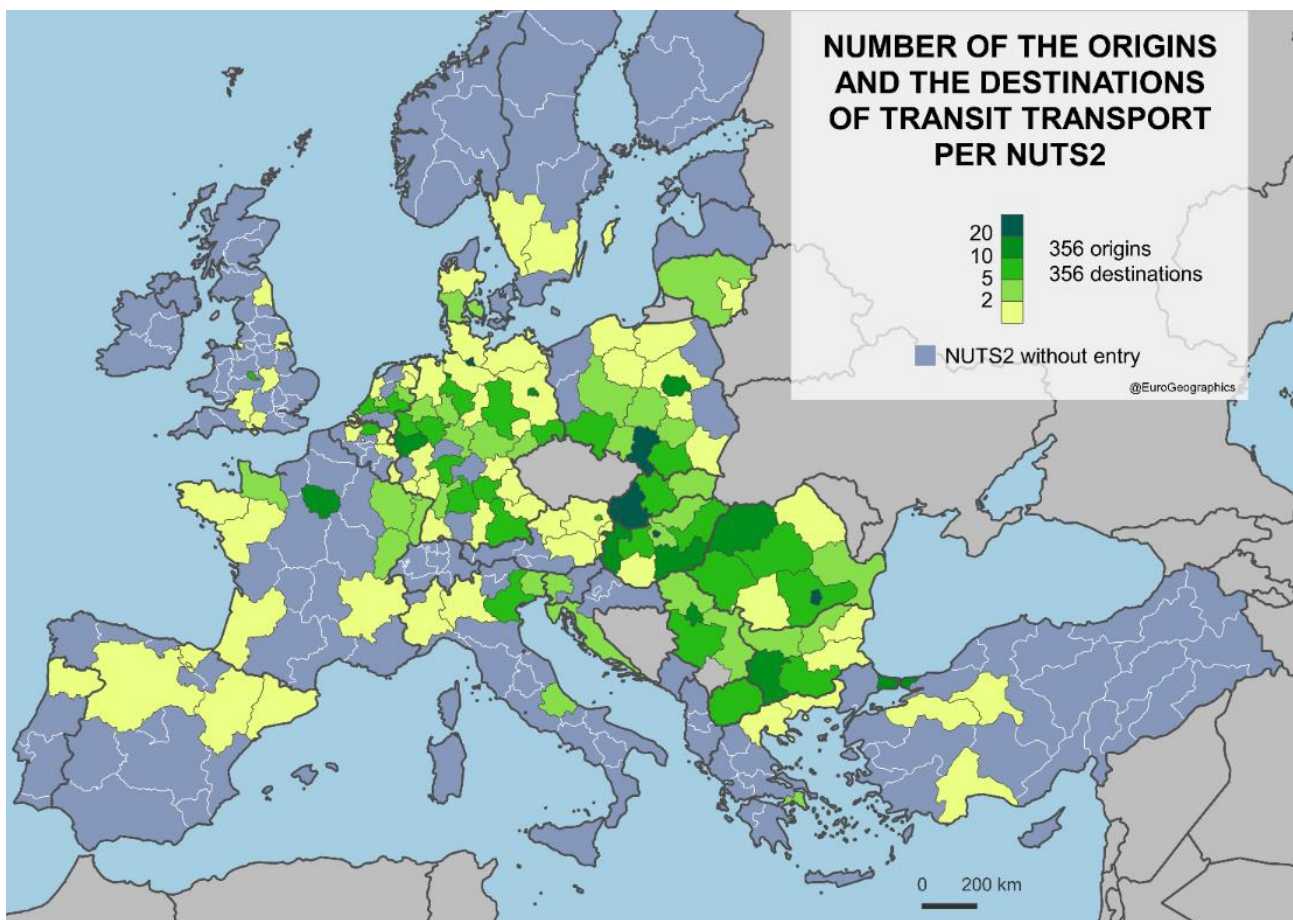 NUMBER OF THE ORIGINS
AND THE DESTINATIONS
OF TRANSIT TRANSPORT
PER NUTS2
20
10
5
2
356 origins
356 destinations
NUTS2 without entry
@EuroGeographics
0 200 km